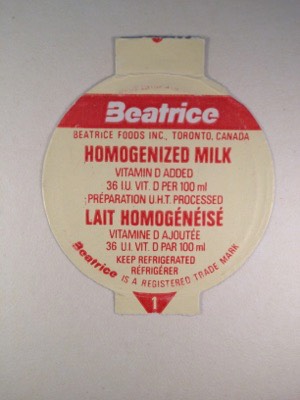 Beatrice
BEATRICE FOODS INC., TORONTO, CANADA
HOMOGENIZED MILK
VITAMIN D ADDED
36 I.U. VIT. D PER 100 ml
PRÉPARATION U.H.T. PROCESSED
LAIT HOMOGÉNÉISÉ
VITAMINE D AJOUTÉE
36 U.I. VIT. D PAR 100 ml
KEEP REFRIGERATED
RÉFRIGÉRER
Beatrice IS A REGISTERED TRADE MARK
1